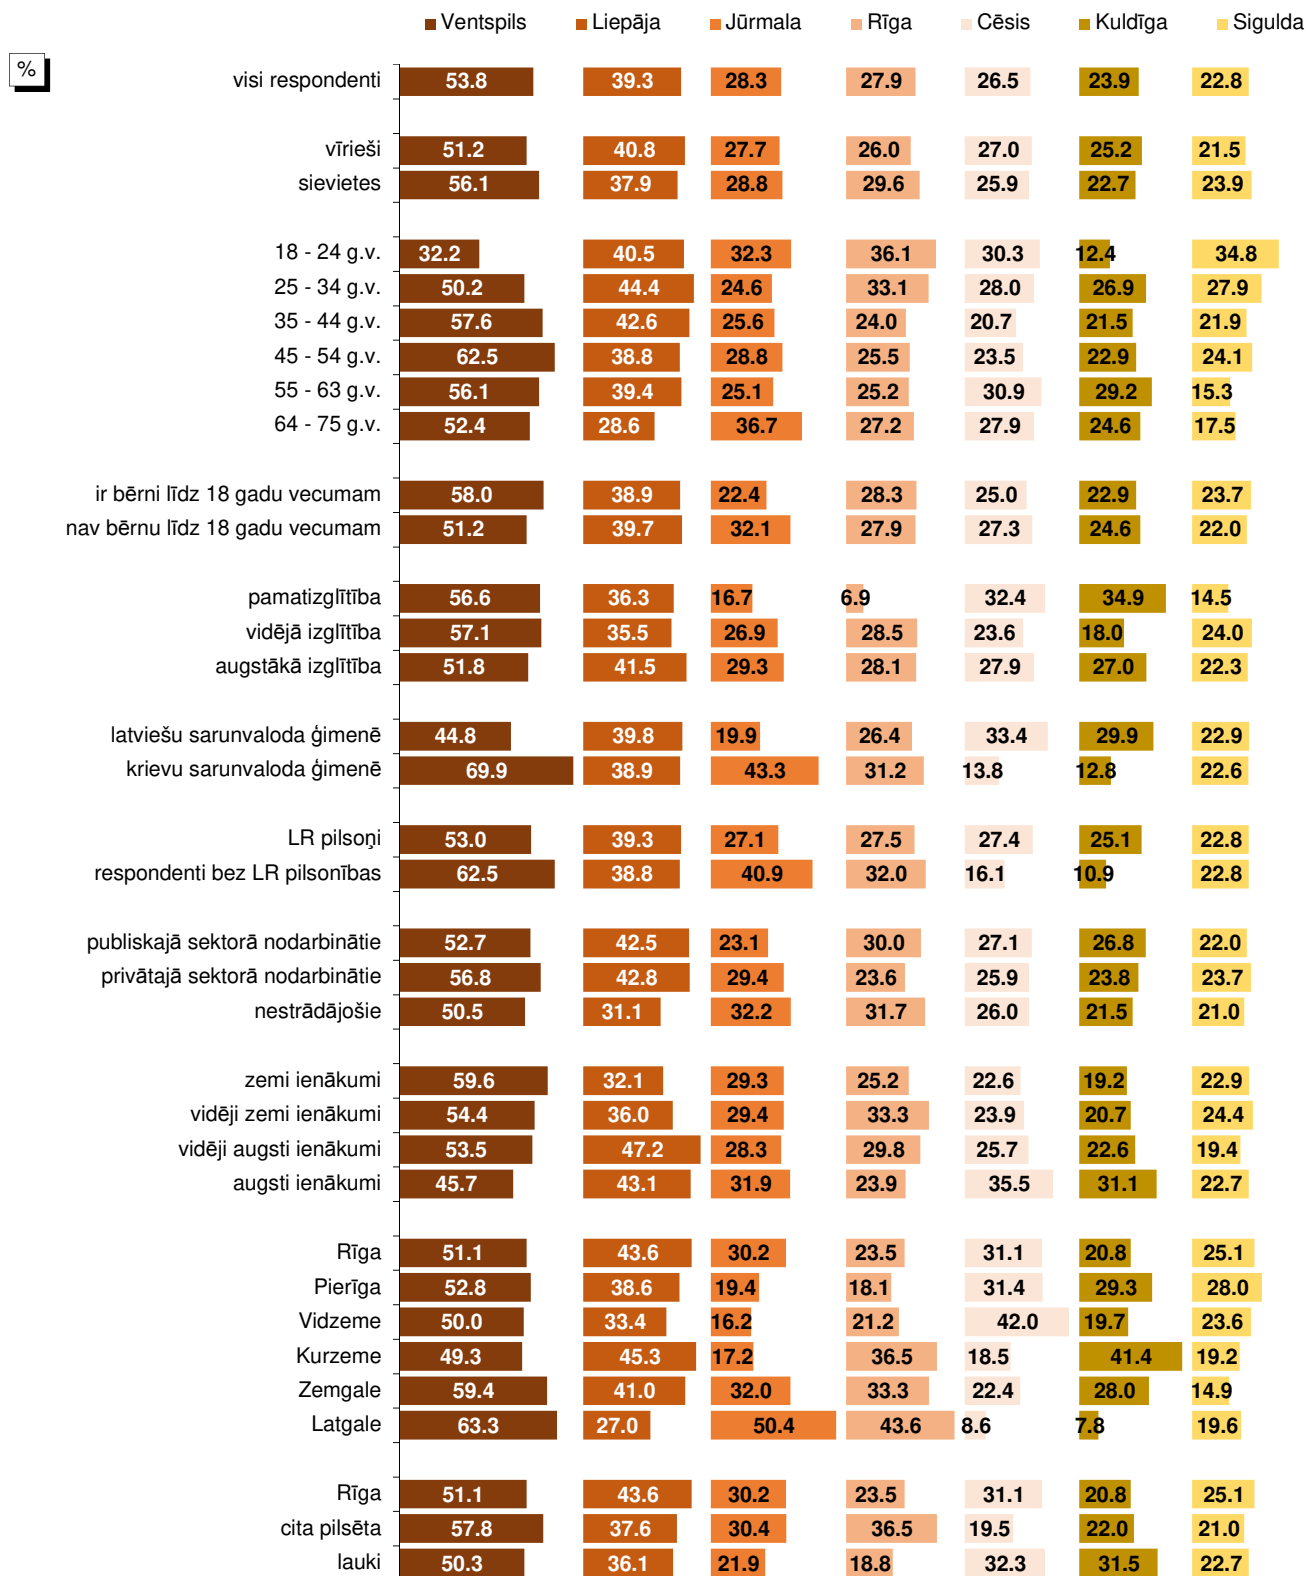 Ventspils Liepāja Jūrmala Rīga Cēsis Kuldīga Sigulda
%
visi respondenti 53.8 39.3 28.3 27.9 26.5 23.9 22.8
vīrieši 51.2 40.8 27.7 26.0 27.0 25.2 21.5
sievietes 56.1 37.9 28.8 29.6 25.9 22.7 23.9
18 - 24 g.v. 32.2 40.5 32.3 36.1 30.3 12.4 34.8
25 - 34 g.v. 50.2 44.4 24.6 33.1 28.0 26.9 27.9
35 - 44 g.v. 57.6 42.6 25.6 24.0 20.7 21.5 21.9
45 - 54 g.v. 62.5 38.8 28.8 25.5 23.5 22.9 24.1
55 - 63 g.v. 56.1 39.4 25.1 25.2 30.9 29.2 15.3
64 - 75 g.v. 52.4 28.6 36.7 27.2 27.9 24.6 17.5
ir bērni līdz 18 gadu vecumam 58.0 38.9 22.4 28.3 25.0 22.9 23.7
nav bērnu līdz 18 gadu vecumam 51.2 39.7 32.1 27.9 27.3 24.6 22.0
pamatizglītība 56.6 36.3 16.7 6.9 32.4 34.9 14.5
vidējā izglītība 57.1 35.5 26.9 28.5 23.6 18.0 24.0
augstākā izglītība 51.8 41.5 29.3 28.1 27.9 27.0 22.3
latviešu sarunvaloda ģimenē 44.8 39.8 19.9 26.4 33.4 29.9 22.9
krievu sarunvaloda ģimenē 69.9 38.9 43.3 31.2 13.8 12.8 22.6
LR pilsoņi 53.0 39.3 27.1 27.5 27.4 25.1 22.8
respondenti bez LR pilsonības 62.5 38.8 40.9 32.0 16.1 10.9 22.8
publiskajā sektorā nodarbinātie 52.7 42.5 23.1 30.0 27.1 26.8 22.0
privātajā sektorā nodarbinātie 56.8 42.8 29.4 23.6 25.9 23.8 23.7
nestrādājošie 50.5 31.1 32.2 31.7 26.0 21.5 21.0
zemi ienākumi 59.6 32.1 29.3 25.2 22.6 19.2 22.9
vidēji zemi ienākumi 54.4 36.0 29.4 33.3 23.9 20.7 24.4
vidēji augsti ienākumi 53.5 47.2 28.3 29.8 25.7 22.6 19.4
augsti ienākumi 45.7 43.1 31.9 23.9 35.5 31.1 22.7
Rīga 51.1 43.6 30.2 23.5 31.1 20.8 25.1
Pierīga 52.8 38.6 19.4 18.1 31.4 29.3 28.0
Vidzeme 50.0 33.4 16.2 21.2 42.0 19.7 23.6
Kurzeme 49.3 45.3 17.2 36.5 18.5 41.4 19.2
Zemgale 59.4 41.0 32.0 33.3 22.4 28.0 14.9
Latgale 63.3 27.0 50.4 43.6 8.6 7.8 19.6
Rīga 51.1 43.6 30.2 23.5 31.1 20.8 25.1
cita pilsēta 57.8 37.6 30.4 36.5 19.5 22.0 21.0
lauki 50.3 36.1 21.9 18.8 32.3 31.5 22.7